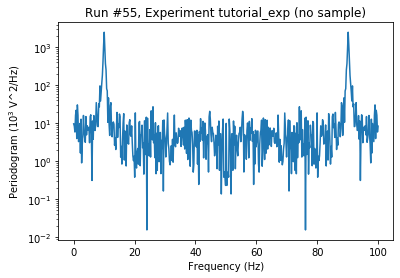 Run #55, Experiment tutorial_exp (no sample)
Periodogram (10³ V^2/Hz)
10³
10²
10¹
10⁰
10⁻¹
10⁻²
0 20 40 60 80 100
Frequency (Hz)